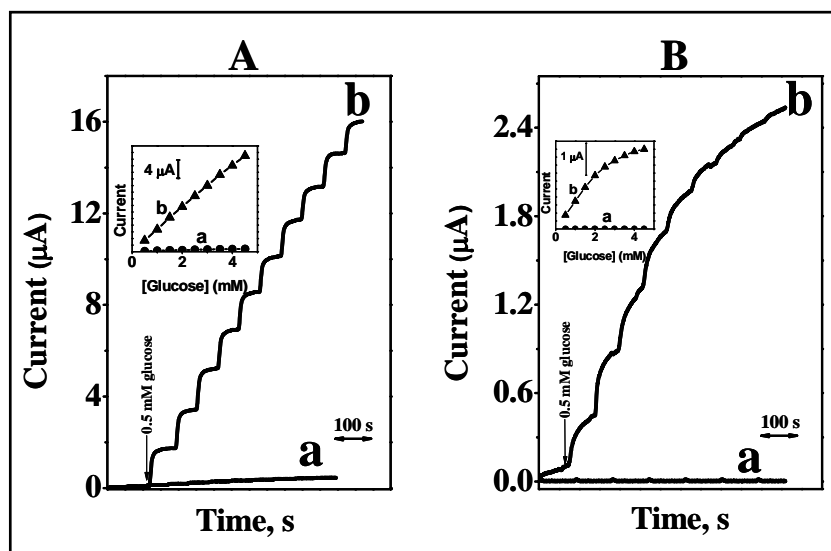 A
b
16
12
8
4
0
Current (μA)
4 μA
b
a
Current
0
2
4
[Glucose] (mM)
0.5 mM glucose
100 s
a
Time, s
B
b
2.4
1.8
1.2
0.6
0.0
Current (μA)
1 μA
b
a
Current
0
2
4
[Glucose] (mM)
0.5 mM glucose
100 s
a
Time, s